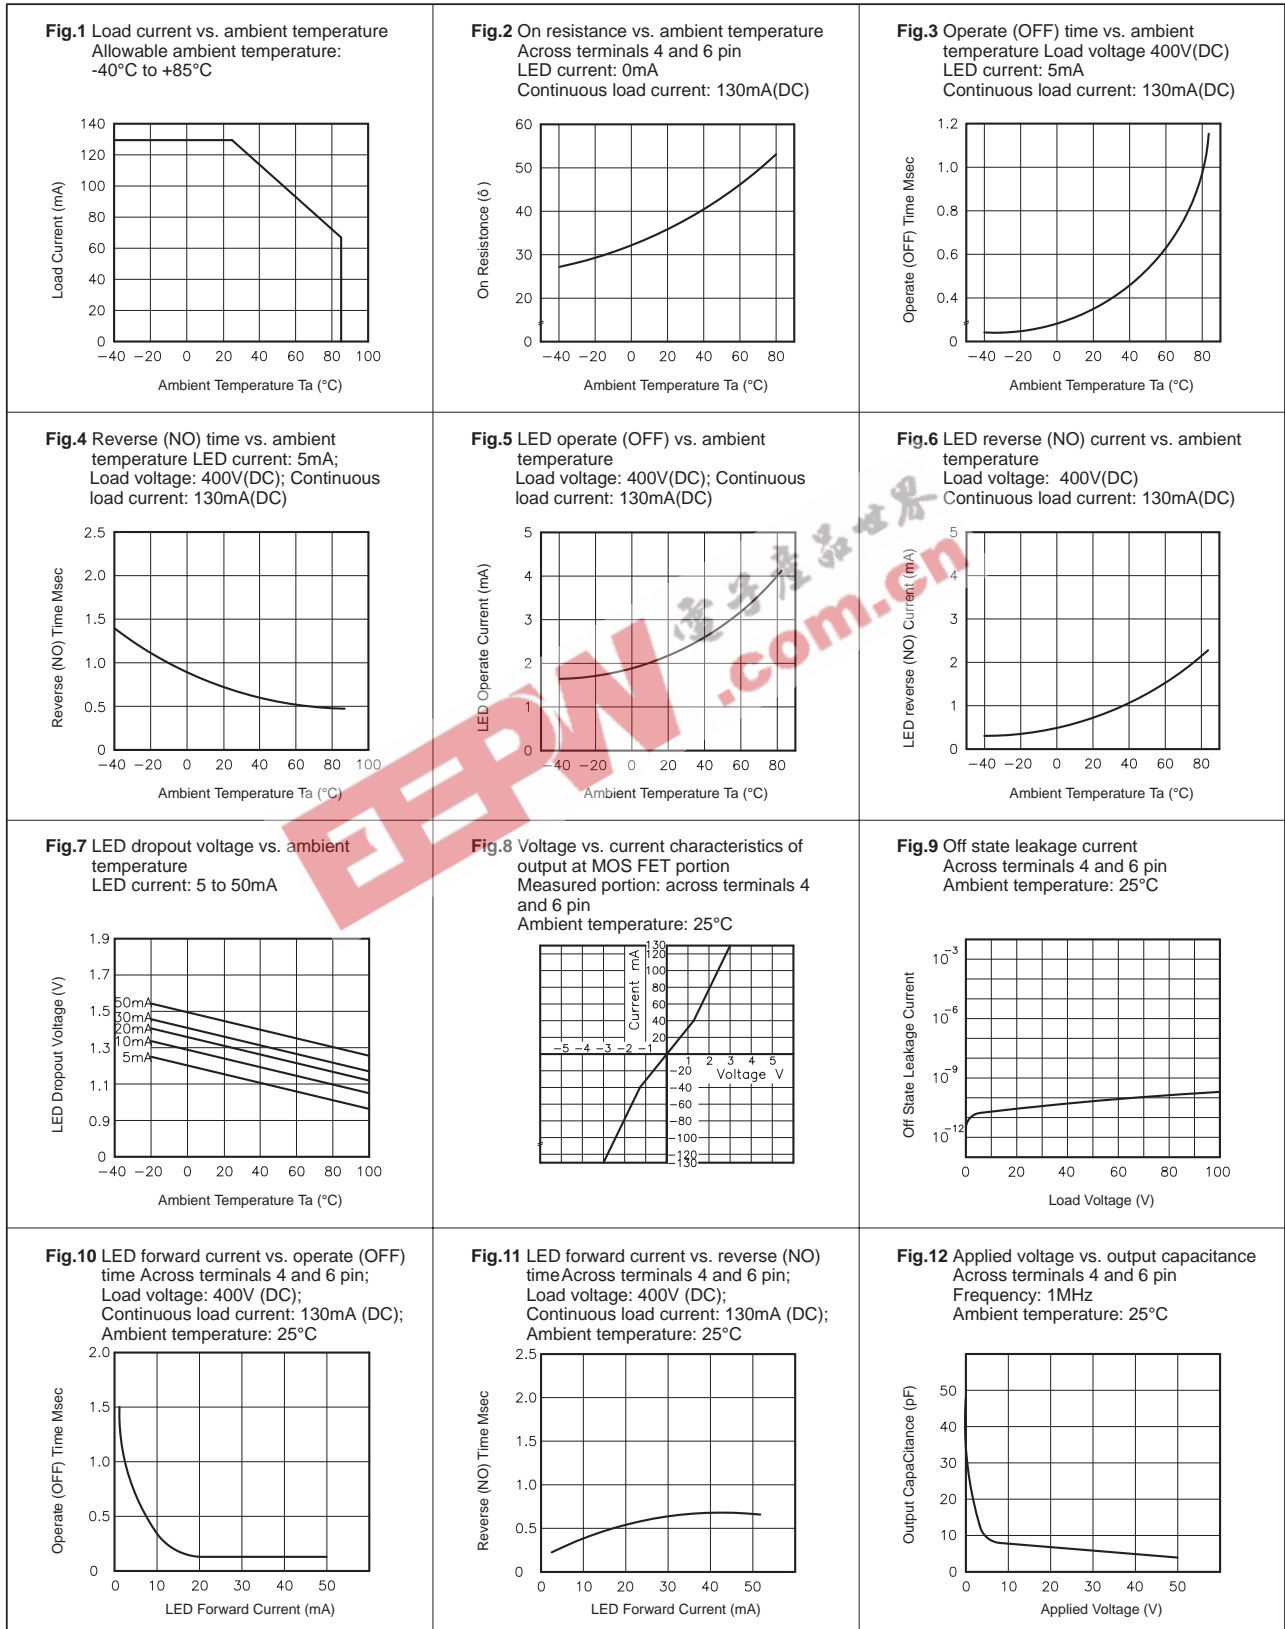 Fig.1 Load current vs. ambient temperature
Allowable ambient temperature:
-40°C to +85°C
140
120
100
80
60
40
20
0
Load Current (mA)
−40 −20 0 20 40 60 80 100
Ambient Temperature Ta (°C)
Fig.2 On resistance vs. ambient temperature
Across terminals 4 and 6 pin
LED current: 0mA
Continuous load current: 130mA(DC)
60
50
40
30
20
0
On Resistonce (ô )
−40 −20 0 20 40 60 80
Ambient Temperature Ta (°C)
Fig.3 Operate (OFF) time vs. ambient
temperature Load voltage 400V(DC)
LED current: 5mA
Continuous load current: 130mA(DC)
1.2
1.0
0.8
0.6
0.4
0
Operate (OFF) Time Msec
−40 −20 0 20 40 60 80
Ambient Temperature Ta (°C)
Fig.4 Reverse (NO) time vs. ambient
temperature LED current: 5mA;
Load voltage: 400V(DC); Continuous
load current: 130mA(DC)
2.5
2.0
1.5
1.0
0.5
0
Reverse (NO) Time Msec
−40 −20 0 20 40 60 80 100
Ambient Temperature Ta (°C)
Fig.5 LED operate (OFF) vs. ambient
temperature
Load voltage: 400V(DC); Continuous
load current: 130mA(DC)
5
4
3
2
1
0
LED Operate Current (mA)
−40 −20 0 20 40 60 80
Ambient Temperature Ta (°C)
Fig.6 LED reverse (NO) current vs. ambient
temperature
Load voltage: 400V(DC)
Continuous load current: 130mA(DC)
5
4
3
2
1
0
LED reverse (NO) Current (mA)
−40 −20 0 20 40 60 80
Ambient Temperature Ta (°C)
EEPW
電子產品世界
.com.cn
Fig.7 LED dropout voltage vs. ambient
temperature
LED current: 5 to 50mA
1.9
1.7
1.5
1.3
1.1
0.9
0
LED Dropout Voltage (V)
50mA
30mA
20mA
10mA
5mA
−40 −20 0 20 40 60 80 100
Ambient Temperature Ta (°C)
Fig.8 Voltage vs. current characteristics of
output at MOS FET portion
Measured portion: across terminals 4
and 6 pin
Ambient temperature: 25°C
Current mA
130
120
100
80
60
40
20
−5 −4 −3 −2 −1
1 2 3 4 5
Voltage V
−20
−40
−60
−80
−100
−120
−130
Fig.9 Off state leakage current
Across terminals 4 and 6 pin
Ambient temperature: 25°C
10⁻³
10⁻⁶
10⁻⁹
10⁻¹²
Off State Leakage Current
0 20 40 60 80 100
Load Voltage (V)
Fig.10 LED forward current vs. operate (OFF)
time Across terminals 4 and 6 pin;
Load voltage: 400V (DC);
Continuous load current: 130mA (DC);
Ambient temperature: 25°C
2.0
1.5
1.0
0.5
0
Operate (OFF) Time Msec
0 10 20 30 40 50
LED Forward Current (mA)
Fig.11 LED forward current vs. reverse (NO)
timeAcross terminals 4 and 6 pin;
Load voltage: 400V (DC);
Continuous load current: 130mA (DC);
Ambient temperature: 25°C
2.5
2.0
1.5
1.0
0.5
0
Reverse (NO) Time Msec
0 10 20 30 40 50
LED Forward Current (mA)
Fig.12 Applied voltage vs. output capacitance
Across terminals 4 and 6 pin
Frequency: 1MHz
Ambient temperature: 25°C
50
40
30
20
10
0
Output CapaCitance (pF)
0 10 20 30 40 50
Applied Voltage (V)